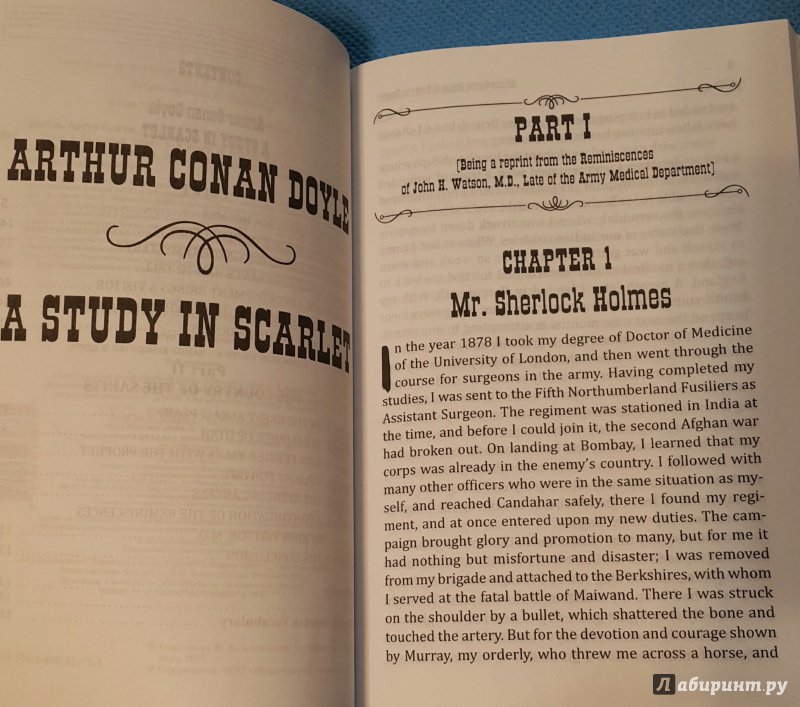 ARTHUR CONAN DOYLE
A STUDY IN SCARLET
PART I
(Being a reprint from the Reminiscences
of John H. Watson, M.D., Late of the Army Medical Department)
CHAPTER 1
Mr. Sherlock Holmes
In the year 1878 I took my degree of Doctor of Medicine
of the University of London, and then went through the
course for surgeons in the army. Having completed my
studies, I was sent to the Fifth Northumberland Fusiliers as
Assistant Surgeon. The regiment was stationed in India at
the time, and before I could join it, the second Afghan war
had broken out. On landing at Bombay, I learned that my
corps was already in the enemy's country. I followed with
many other officers who were in the same situation as my-
self, and reached Candahar safely, there I found my regi-
ment, and at once entered upon my new duties. The cam-
paign brought glory and promotion to many, but for me it
had nothing but misfortune and disaster; I was removed
from my brigade and attached to the Berkshires, with whom
I served at the fatal battle of Maiwand. There I was struck
on the shoulder by a bullet, which shattered the bone and
touched the artery. But for the devotion and courage shown
by Murray, my orderly, who threw me across a horse, and
Лабиринт.ру